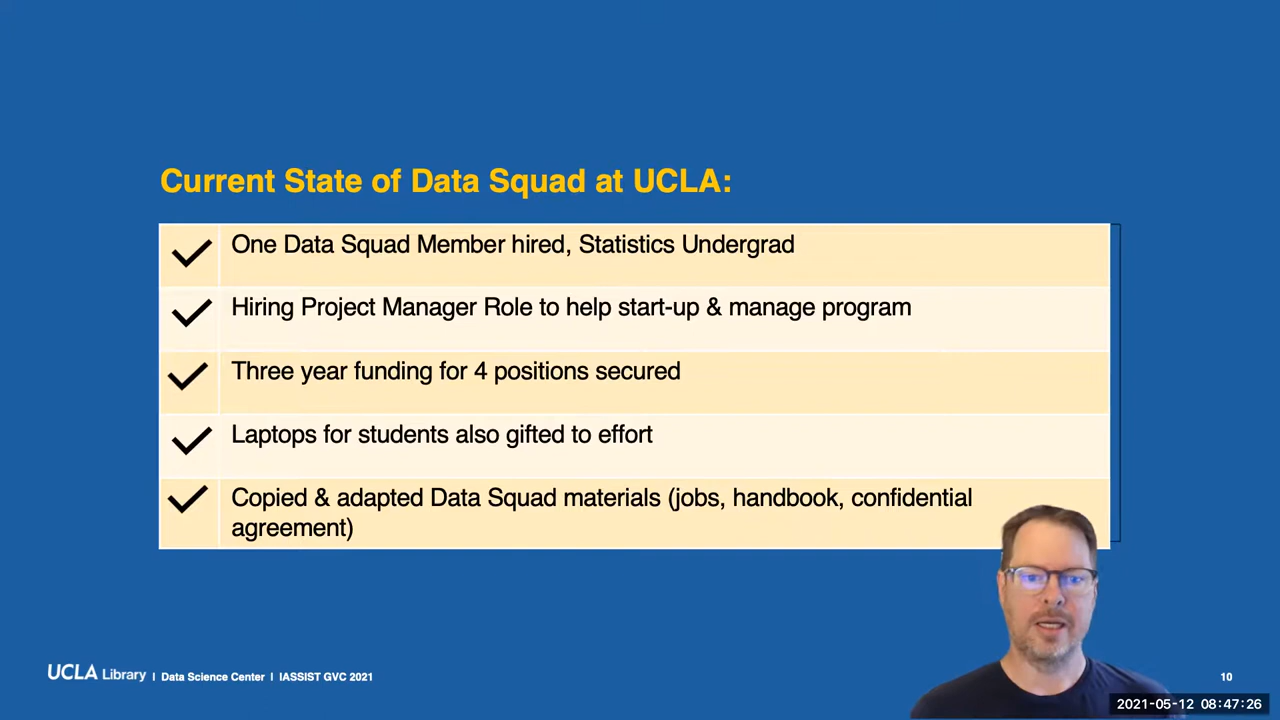 Current State of Data Squad at UCLA:
One Data Squad Member hired, Statistics Undergrad
Hiring Project Manager Role to help start-up & manage program
Three year funding for 4 positions secured
Laptops for students also gifted to effort
Copied & adapted Data Squad materials (jobs, handbook, confidential
agreement)
UCLA Library | Data Science Center | IASSIST GVC 2021
10
2021-05-12 08:47:26